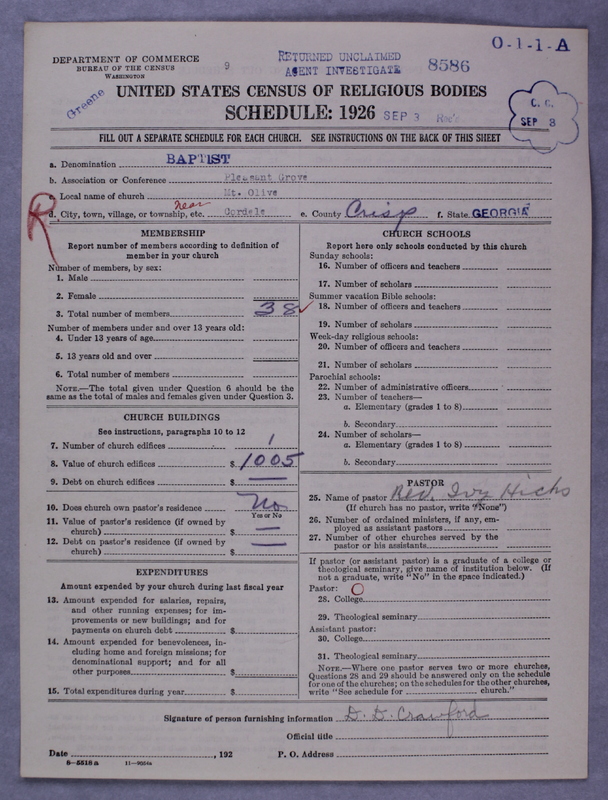 O-1-1-A
DEPARTMENT OF COMMERCE
BUREAU OF THE CENSUS
WASHINGTON
9
RETURNED UNCLAIMED
AGENT INVESTIGATE
8586
Greene
UNITED STATES CENSUS OF RELIGIOUS BODIES
SCHEDULE: 1926
SEP 3 Rec'd
C. C.
SEP 3
FILL OUT A SEPARATE SCHEDULE FOR EACH CHURCH. SEE INSTRUCTIONS ON THE BACK OF THIS SHEET
a. Denomination BAPTIST
b. Association or Conference Pleasant Grove
c. Local name of church Mt. Olive
R
d. City, town, village, or township, etc. near Cordele e. County Crisp f. State GEORGIA
MEMBERSHIP
Report number of members according to definition of
member in your church
Number of members, by sex:
1. Male
2. Female
3. Total number of members 38
Number of members under and over 13 years old:
4. Under 13 years of age
5. 13 years old and over
6. Total number of members
NOTE.—The total given under Question 6 should be the
same as the total of males and females given under Question 3.
CHURCH BUILDINGS
See instructions, paragraphs 10 to 12
7. Number of church edifices 1
8. Value of church edifices $ 1005
9. Debt on church edifices $ —
10. Does church own pastor's residence No
Yes or No
11. Value of pastor's residence (if owned by
church) $ —
12. Debt on pastor's residence (if owned by
church) $ —
EXPENDITURES
Amount expended by your church during last fiscal year
13. Amount expended for salaries, repairs,
and other running expenses; for im-
provements or new buildings; and for
payments on church debt $
14. Amount expended for benevolences, in-
cluding home and foreign missions; for
denominational support; and for all
other purposes $
15. Total expenditures during year $
CHURCH SCHOOLS
Report here only schools conducted by this church
Sunday schools:
16. Number of officers and teachers
17. Number of scholars
Summer vacation Bible schools:
18. Number of officers and teachers
19. Number of scholars
Week-day religious schools:
20. Number of officers and teachers
21. Number of scholars
Parochial schools:
22. Number of administrative officers
23. Number of teachers—
a. Elementary (grades 1 to 8)
b. Secondary
24. Number of scholars—
a. Elementary (grades 1 to 8)
b. Secondary
PASTOR
25. Name of pastor Rev. Ivy Hicks
(If church has no pastor, write "None")
26. Number of ordained ministers, if any, em-
ployed as assistant pastors
27. Number of other churches served by the
pastor or his assistants
If pastor (or assistant pastor) is a graduate of a college or
theological seminary, give name of institution below. (If
not a graduate, write "No" in the space indicated.)
Pastor:
28. College
29. Theological seminary
Assistant pastor:
30. College
31. Theological seminary
NOTE.—Where one pastor serves two or more churches,
Questions 28 and 29 should be answered only on the schedule
for one of the churches; on the schedules for the other churches,
write "See schedule for church."
Signature of person furnishing information D. D. Crawford
Official title
Date , 192 P. O. Address
6-5518a 11-9054a